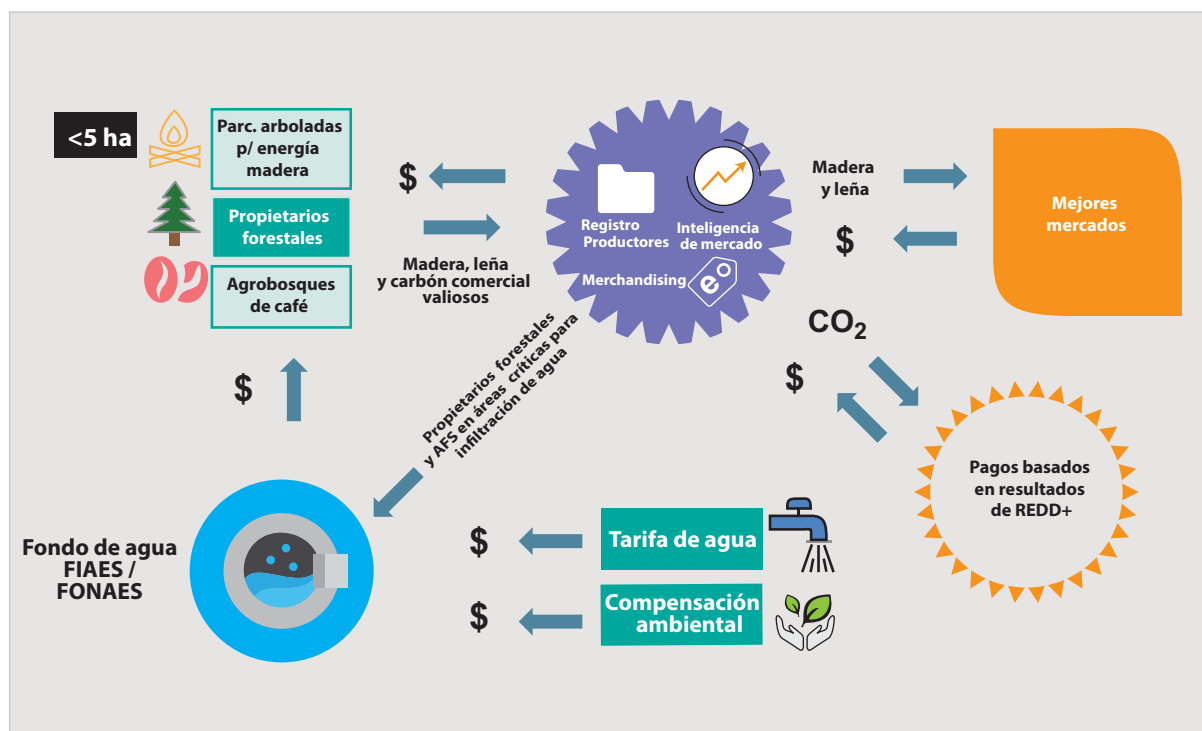 <5 ha
Parc. arboladas
p/ energía
madera
Propietarios
forestales
Agrobosques
de café
$
Madera, leña
y carbón comercial
valiosos
Registro
Productores
Inteligencia
de mercado
Merchandising
e
Madera
y leña
$
Mejores
mercados
CO₂
$
Pagos basados
en resultados
de REDD+
Propietarios forestales
y AFS en áreas críticas para
infiltración de agua
$
Fondo de agua
FIAES /
FONAES
$
Tarifa de agua
$
Compensación
ambiental